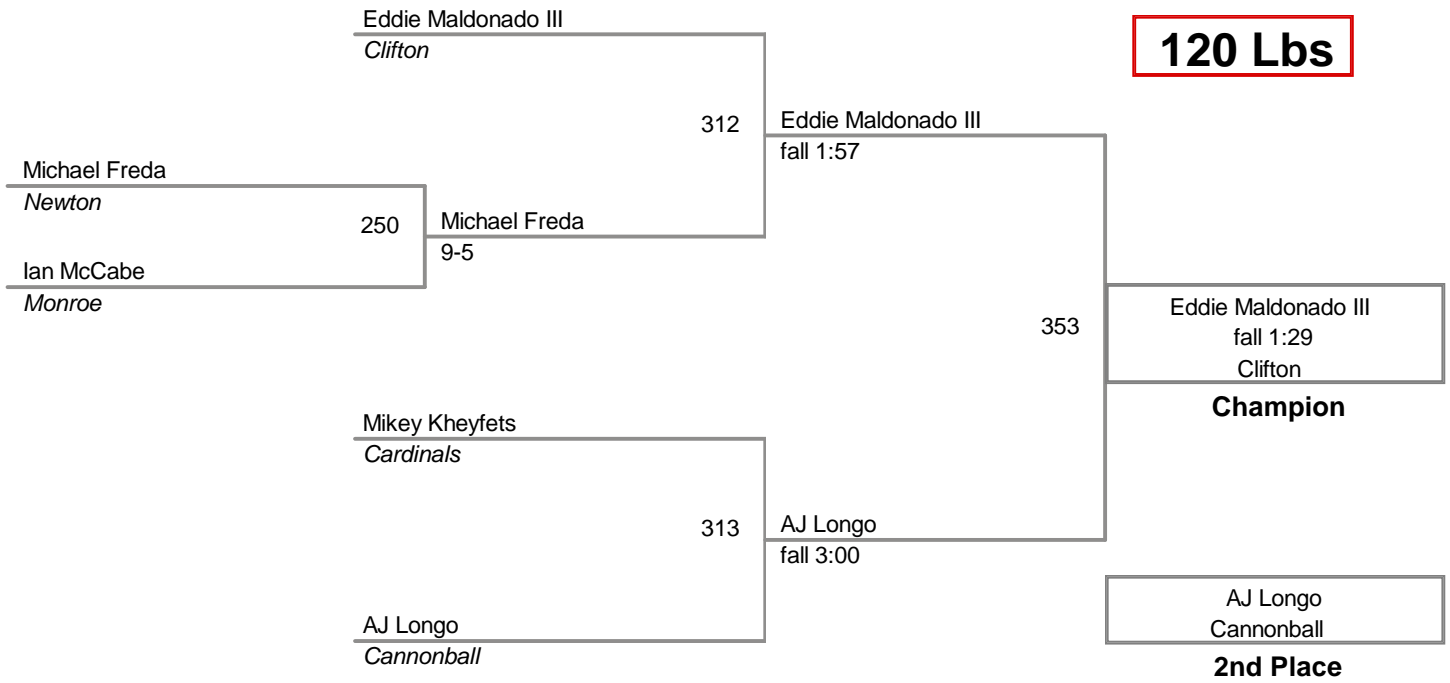 Eddie Maldonado III
Clifton
120 Lbs
312
Eddie Maldonado III
fall 1:57
Michael Freda
Newton
250
Michael Freda
9-5
Ian McCabe
Monroe
353
Eddie Maldonado III
fall 1:29
Clifton
Champion
Mikey Kheyfets
Cardinals
313
AJ Longo
fall 3:00
AJ Longo
Cannonball
AJ Longo
Cannonball
2nd Place